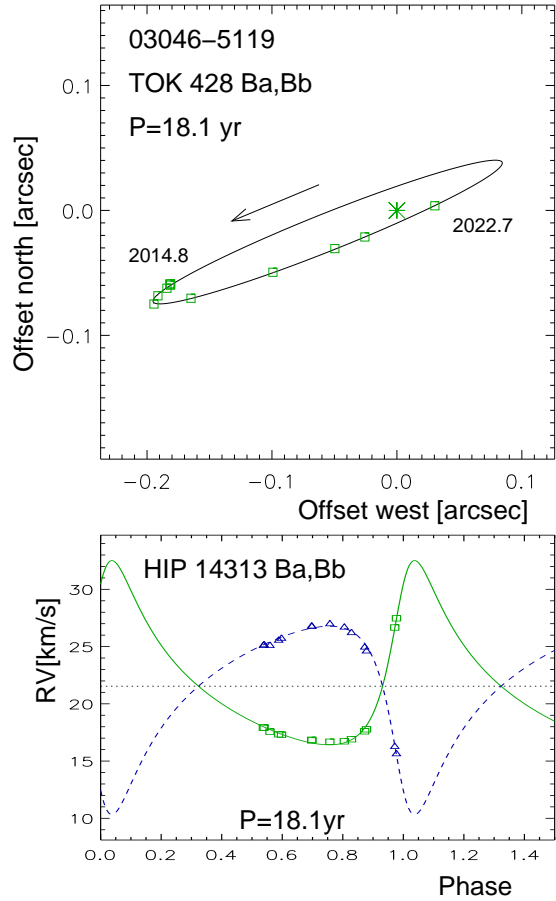 03046−5119
TOK 428 Ba,Bb
P=18.1 yr
0.1
0.0
−0.1
Offset north [arcsec]
2014.8
2022.7
−0.2
−0.1
0.0
0.1
Offset west [arcsec]
HIP 14313 Ba,Bb
30
25
20
15
10
RV[km/s]
P=18.1yr
0.0
0.2
0.4
0.6
0.8
1.0
1.2
1.4
Phase